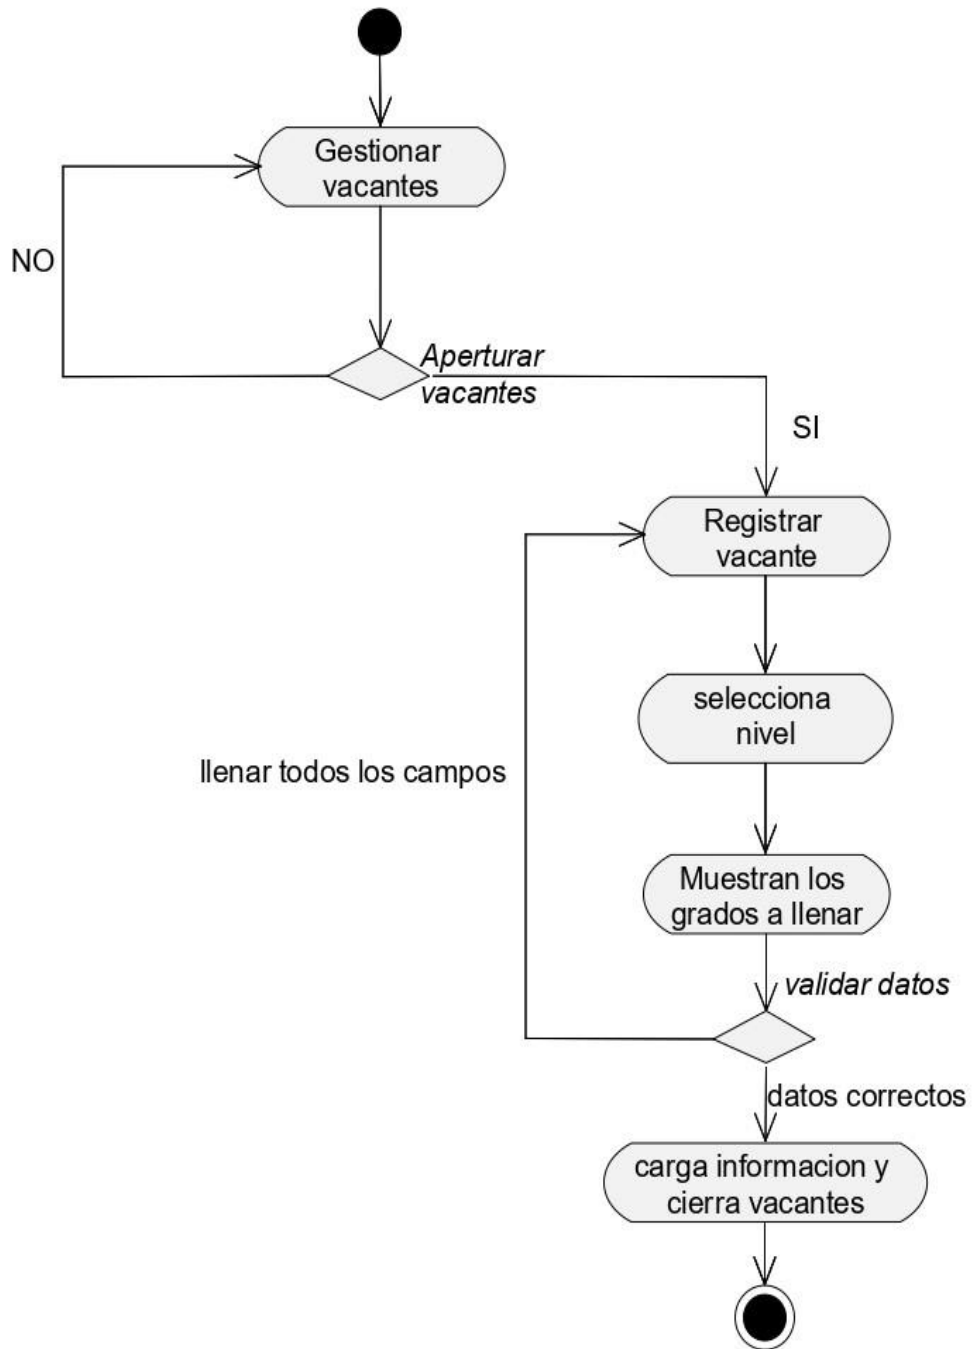 Gestionar
vacantes
NO
Aperturar
vacantes
SI
Registrar
vacante
selecciona
nivel
llenar todos los campos
Muestran los
grados a llenar
validar datos
datos correctos
carga informacion y
cierra vacantes